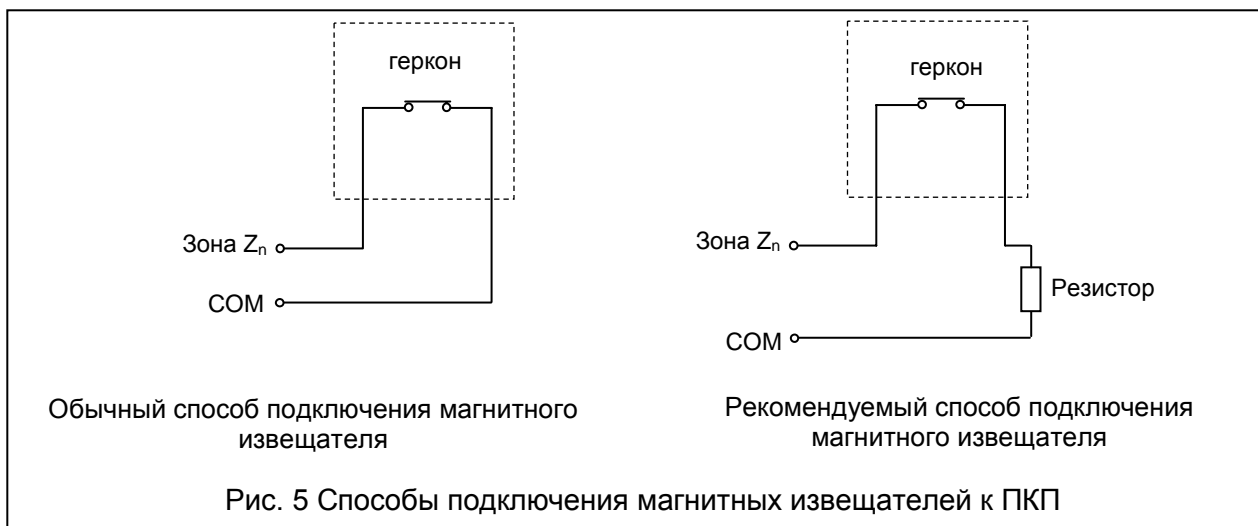 геркон
Зона Zn
COM
Обычный способ подключения магнитного
извещателя
геркон
Зона Zn
COM
Резистор
Рекомендуемый способ подключения
магнитного извещателя
Рис. 5 Способы подключения магнитных извещателей к ПКП